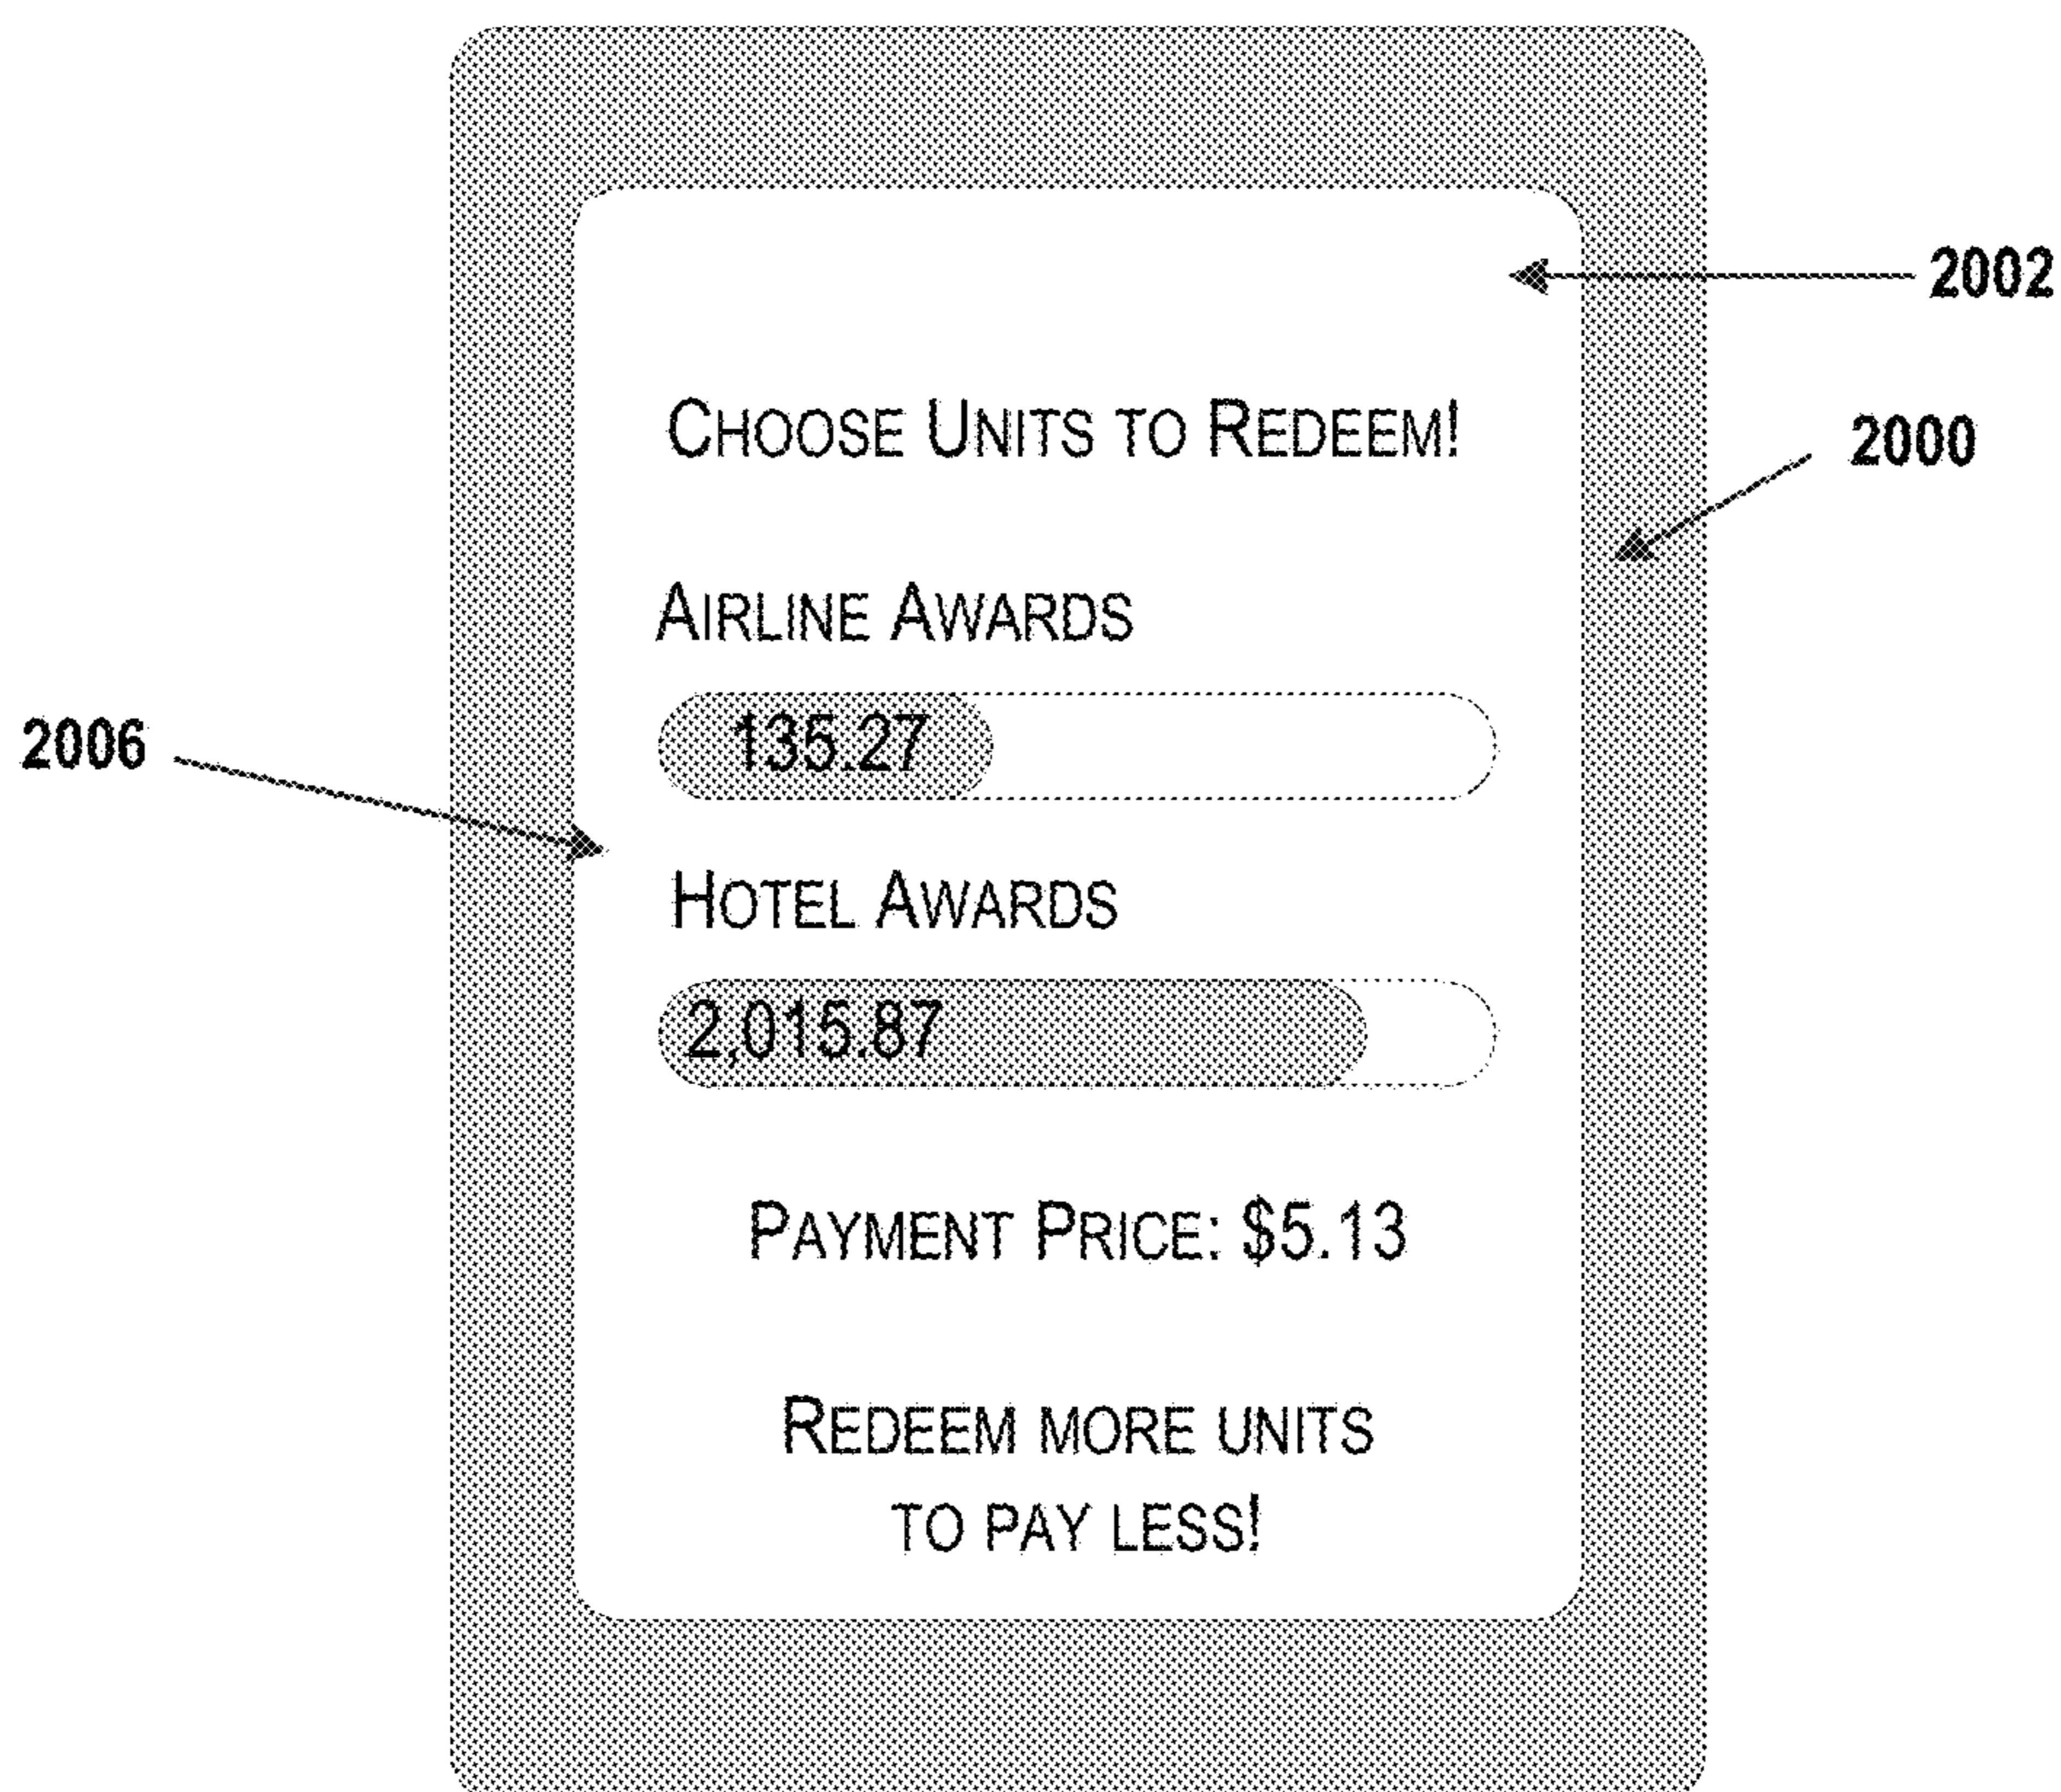 2002
CHOOSE UNITS TO REDEEM!
2000
AIRLINE AWARDS
135.27
2006
HOTEL AWARDS
2,015.87
PAYMENT PRICE: $5.13
REDEEM MORE UNITS
TO PAY LESS!